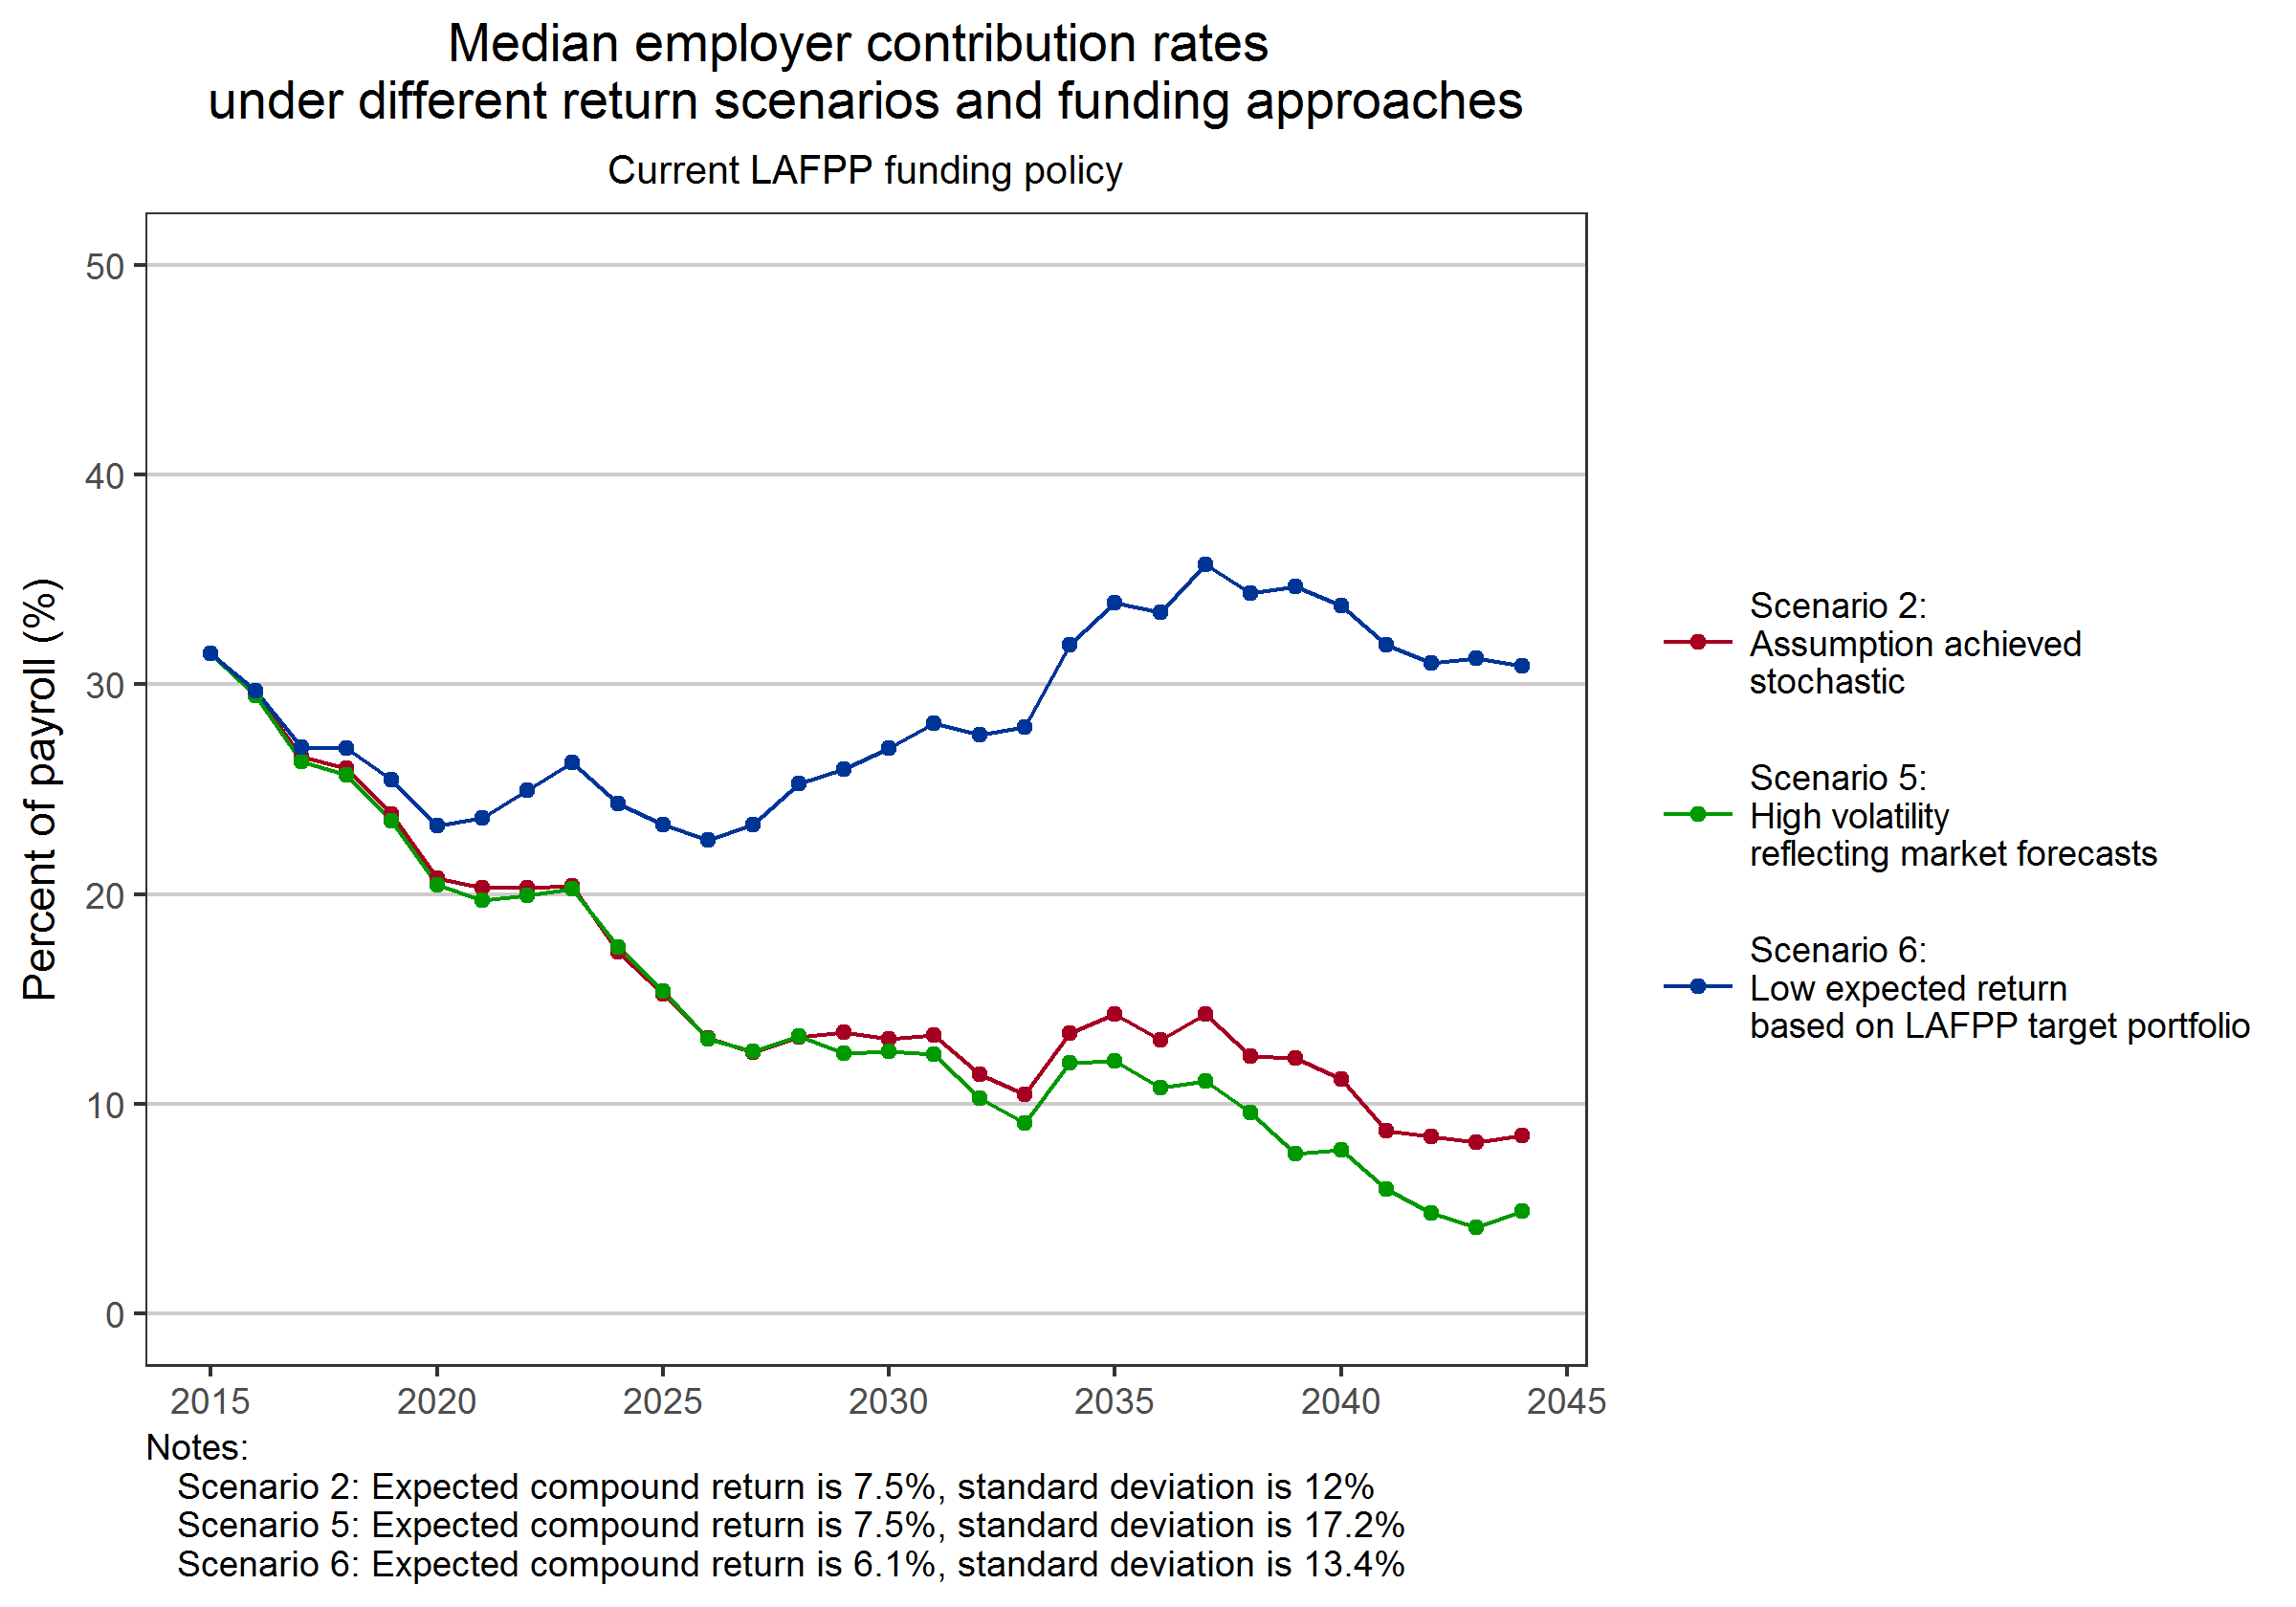 Median employer contribution rates
under different return scenarios and funding approaches
Current LAFPP funding policy
Percent of payroll (%)
50
40
30
20
10
0
2015 2020 2025 2030 2035 2040 2045
Scenario 2:
Assumption achieved
stochastic
Scenario 5:
High volatility
reflecting market forecasts
Scenario 6:
Low expected return
based on LAFPP target portfolio
Notes:
Scenario 2: Expected compound return is 7.5%, standard deviation is 12%
Scenario 5: Expected compound return is 7.5%, standard deviation is 17.2%
Scenario 6: Expected compound return is 6.1%, standard deviation is 13.4%